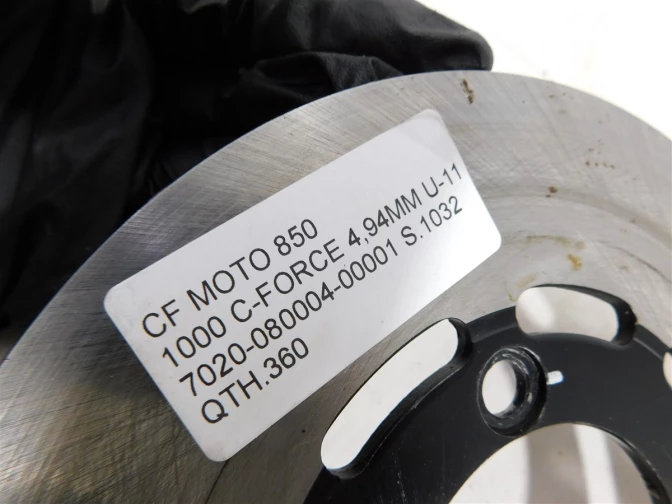 CF MOTO 850
1000 C-FORCE 4,94MM U-11
7020-080004-00001 S.1032
QTH.360